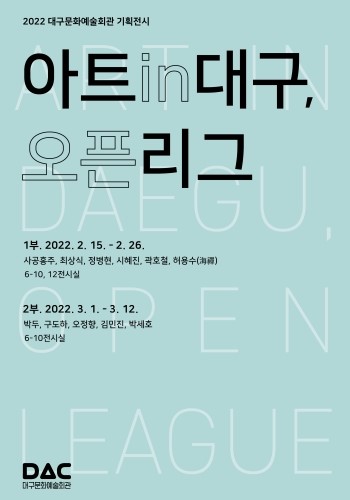 2022 대구문화예술회관 기획전시
ART IN
아트in대구,
오픈리그
DAEGU,
1부. 2022. 2. 15. - 2. 26.
사공홍주, 최상식, 정병현, 시혜진, 곽호철, 허용수(海禪)
6-10, 12전시실
OPEN
2부. 2022. 3. 1. - 3. 12.
박두, 구도하, 오정향, 김민진, 박세호
6-10전시실
LEAGUE
DAC
대구문화예술회관